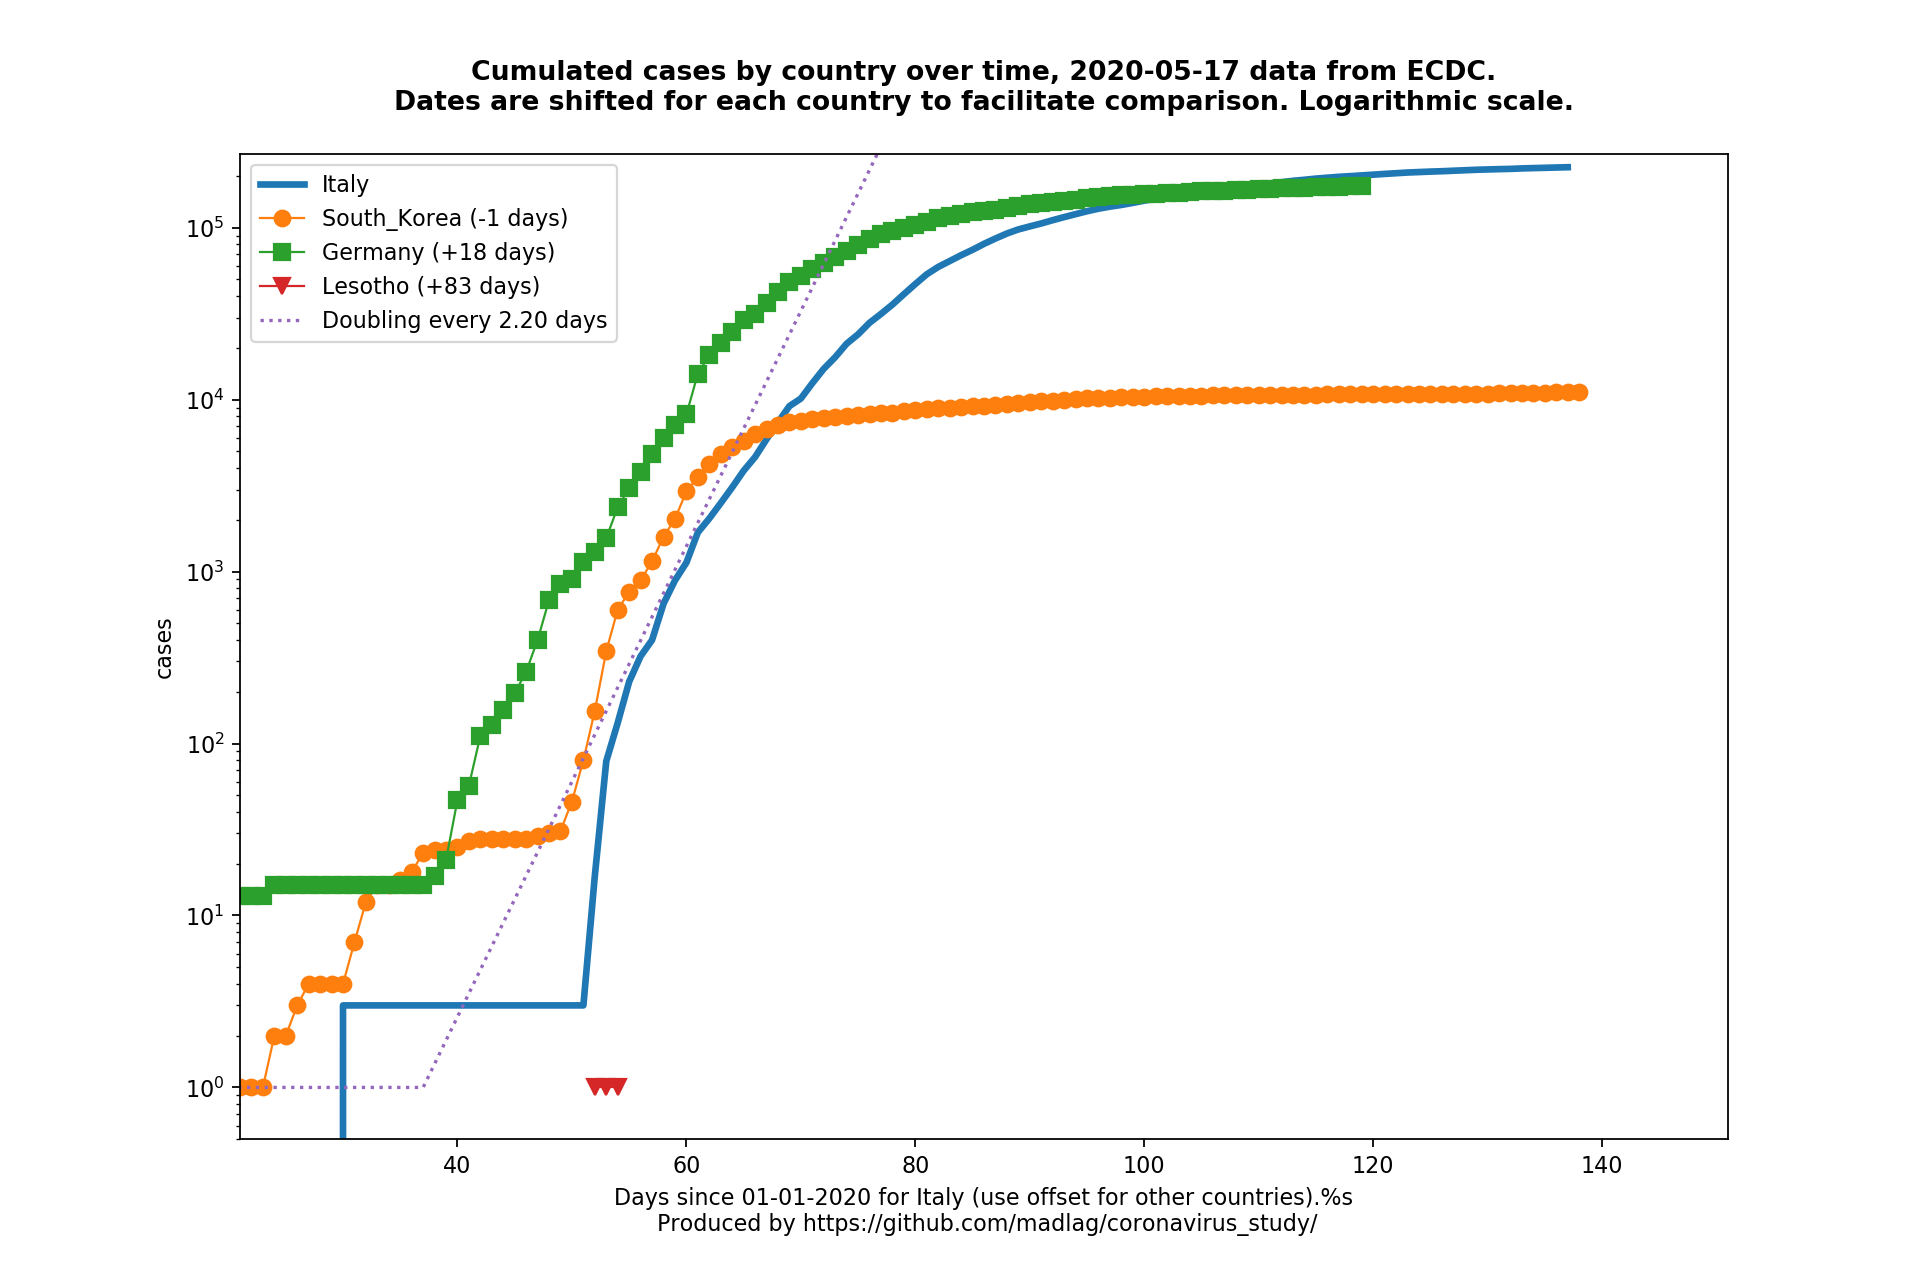 Cumulated cases by country over time, 2020-05-17 data from ECDC.
Dates are shifted for each country to facilitate comparison. Logarithmic scale.
Italy
South_Korea (-1 days)
Germany (+18 days)
Lesotho (+83 days)
Doubling every 2.20 days
cases
10^5
10^4
10^3
10^2
10^1
10^0
40 60 80 100 120 140
Days since 01-01-2020 for Italy (use offset for other countries).%s
Produced by https://github.com/madlag/coronavirus_study/